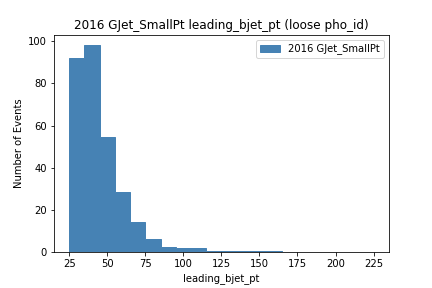 2016 GJet_SmallPt leading_bjet_pt (loose pho_id)
2016 GJet_SmallPt
100
80
60
40
20
0
Number of Events
25 50 75 100 125 150 175 200 225
leading_bjet_pt